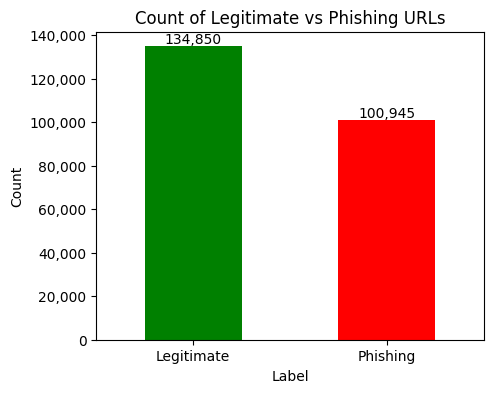 Count of Legitimate vs Phishing URLs
140,000
120,000
100,000
80,000
60,000
40,000
20,000
0
Count
134,850
100,945
Legitimate
Phishing
Label